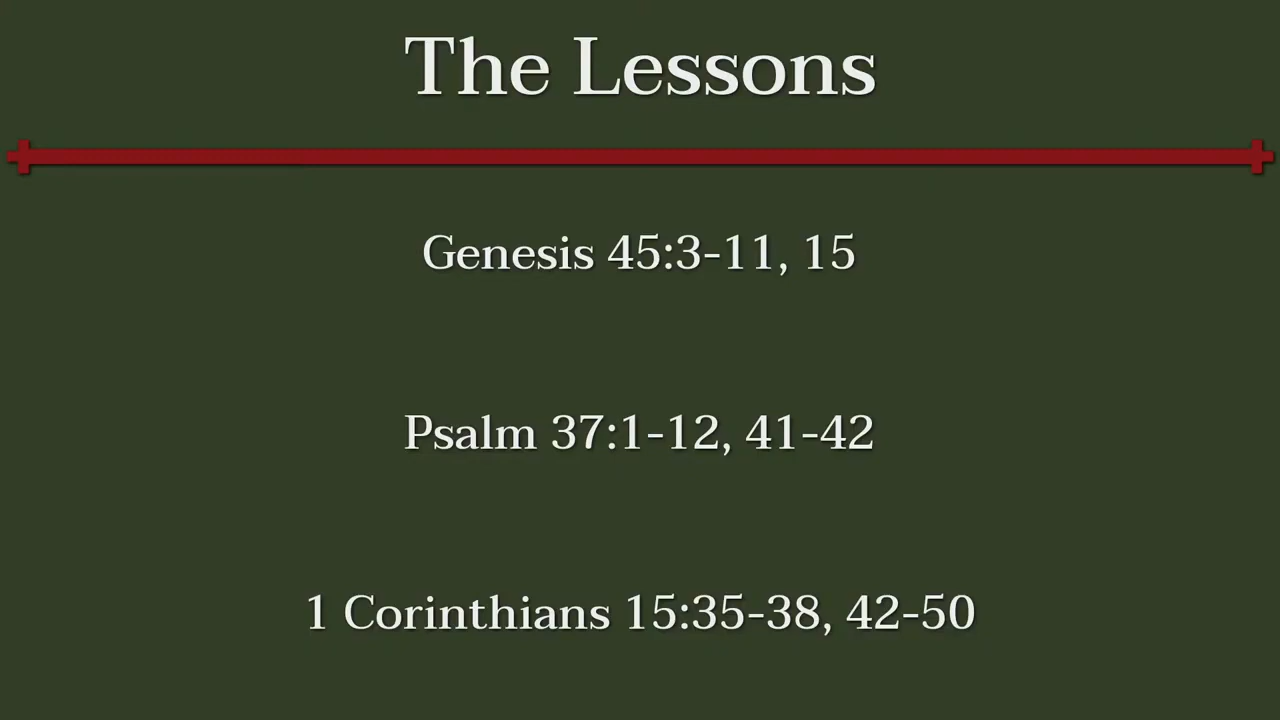 The Lessons
Genesis 45:3-11, 15
Psalm 37:1-12, 41-42
1 Corinthians 15:35-38, 42-50